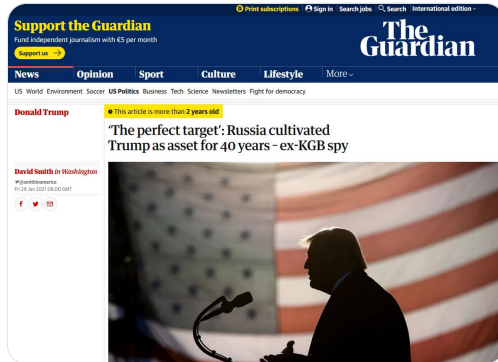 Print subscriptions Sign in Search jobs Search International edition
Support the Guardian
Fund independent journalism with €5 per month
Support us →
The Guardian
News Opinion Sport Culture Lifestyle More
US World Environment Soccer US Politics Business Tech Science Newsletters Fight for democracy
Donald Trump
This article is more than 2 years old
‘The perfect target’: Russia cultivated
Trump as asset for 40 years – ex-KGB spy
David Smith in Washington
@smithinamerica
Fri 29 Jan 2021 08.00 GMT